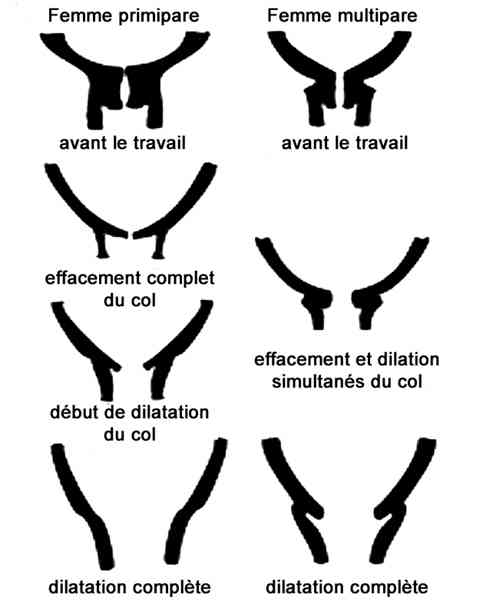 Femme primipare
Femme multipare
avant le travail
avant le travail
effacement complet
du col
effacement et dilation
simultanés du col
début de dilatation
du col
dilatation complète
dilatation complète